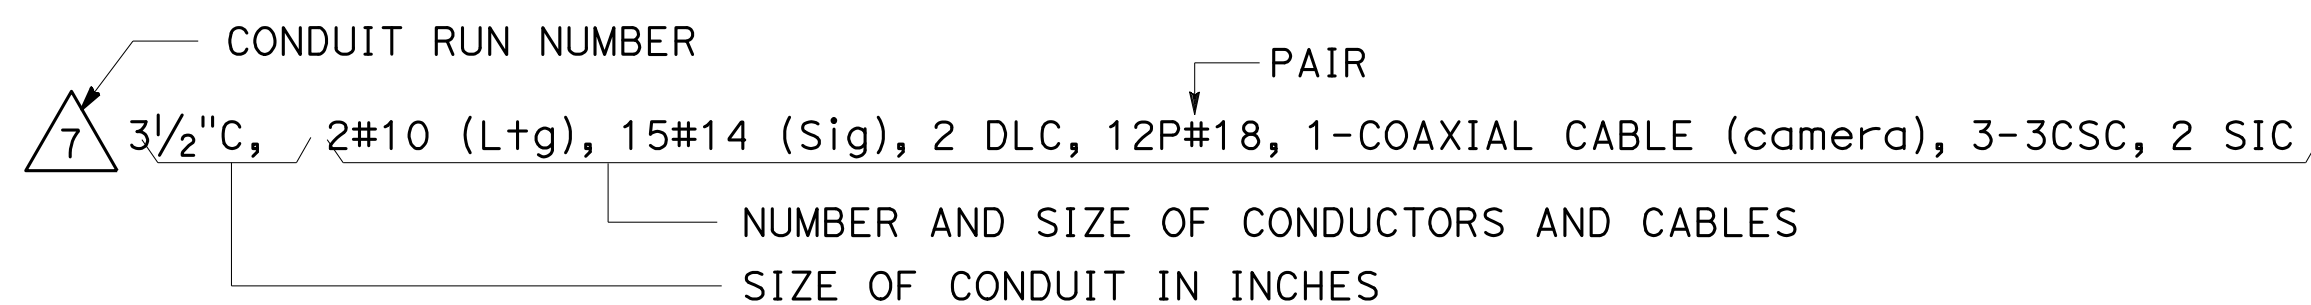 CONDUIT RUN NUMBER
PAIR
7 3½"C, 2#10 (Ltg), 15#14 (Sig), 2 DLC, 12P#18, 1-COAXIAL CABLE (camera), 3-3CSC, 2 SIC
NUMBER AND SIZE OF CONDUCTORS AND CABLES
SIZE OF CONDUIT IN INCHES